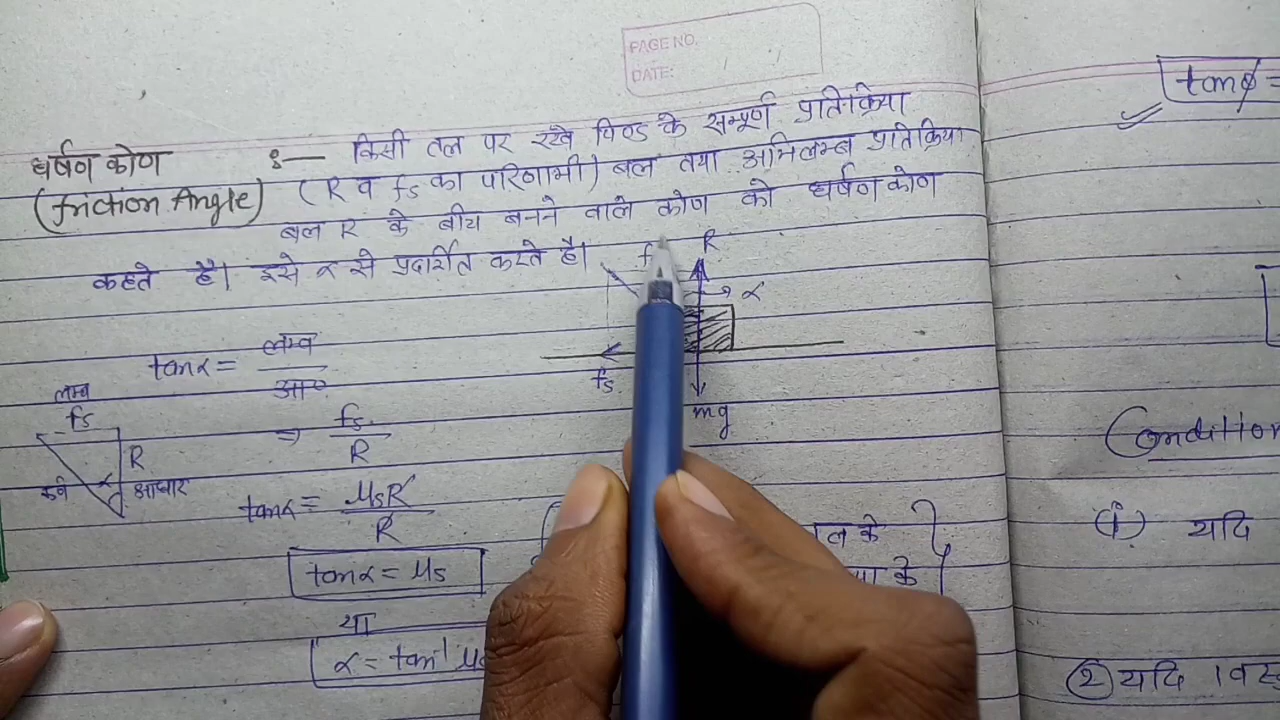 PAGE NO.
DATE: / /
घर्षण कोण :— किसी तल पर रखे पिण्ड के सम्पूर्ण प्रतिक्रिया
(friction Angle) (R व fs का परिणामी) बल तथा अभिलम्ब प्रतिक्रिया
बल R के बीच बनने वाले कोण को घर्षण कोण
कहते है। इसे α से प्रदर्शित करते है।
f
R
α
fs
mg
tanα = लम्ब / आ०
लम्ब
fs
R
α
कर्ण
आधार
⇒ fs / R
tanα = μsR / R
tanα = μs
या
α = tan⁻¹ μ
के
के
tanϕ =
Condition
(i) यदि
(2) यदि